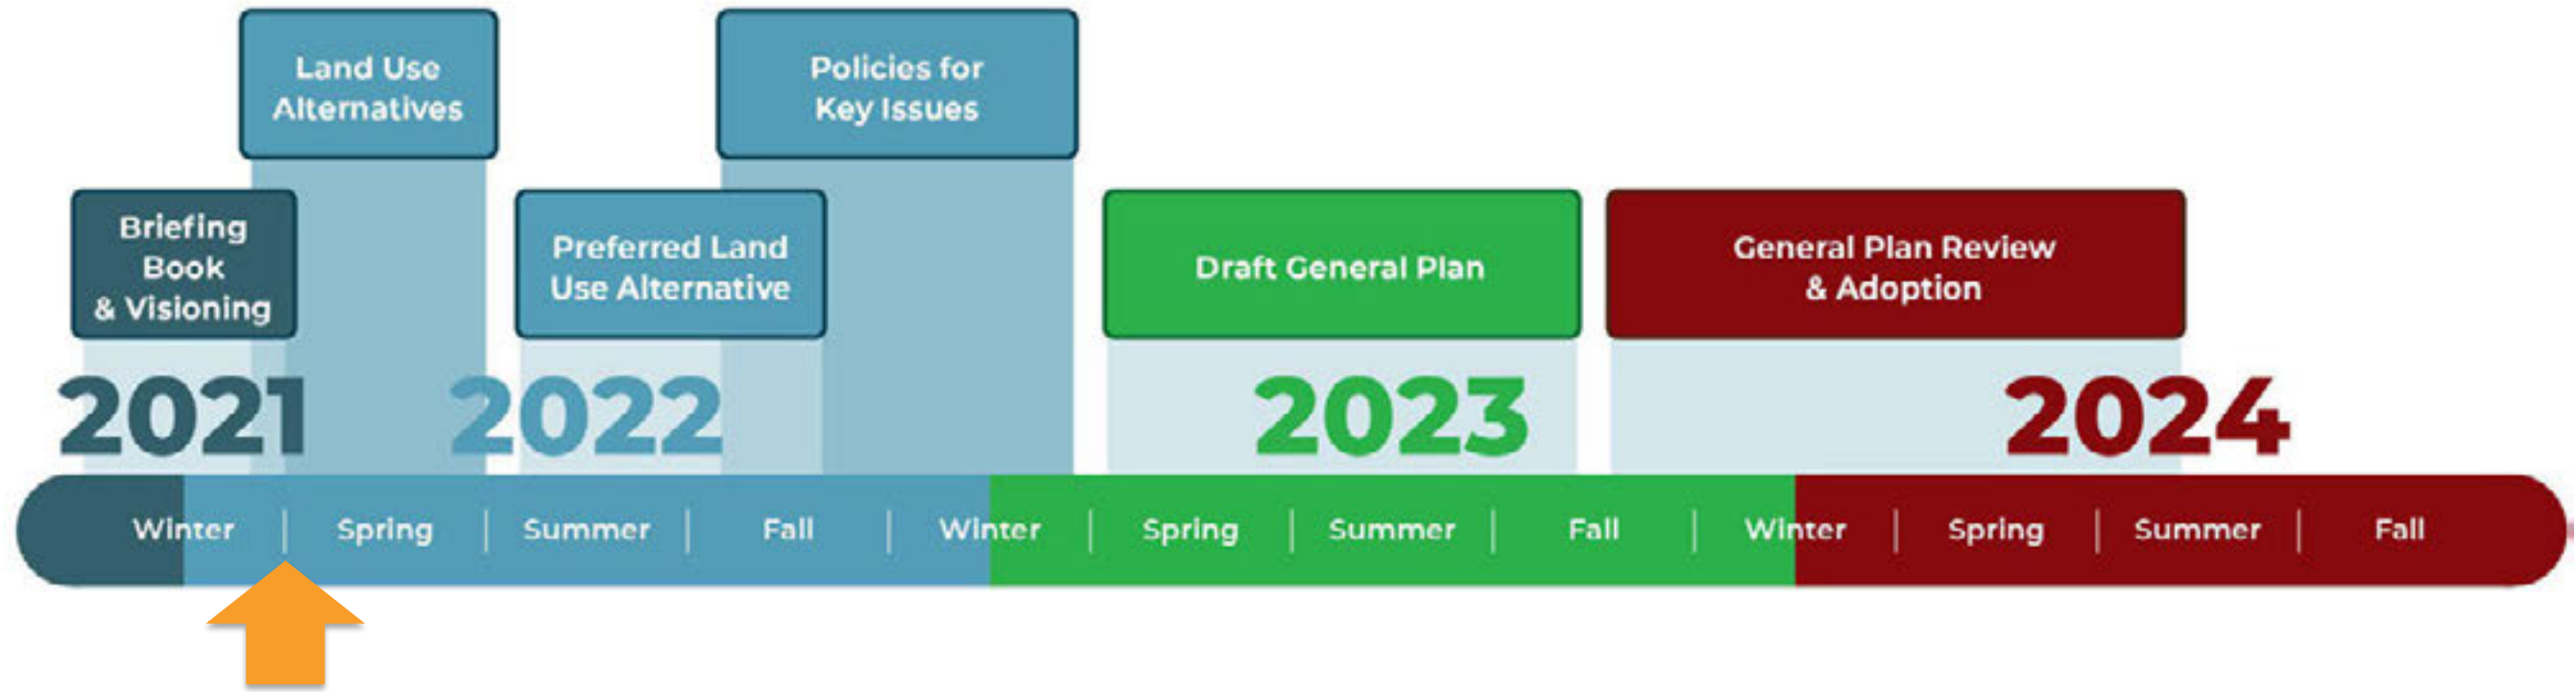 Land Use
Alternatives
Policies for
Key Issues
Briefing
Book
& Visioning
Preferred Land
Use Alternative
Draft General Plan
General Plan Review
& Adoption
2021
2022
2023
2024
Winter
Spring
Summer
Fall
Winter
Spring
Summer
Fall
Winter
Spring
Summer
Fall